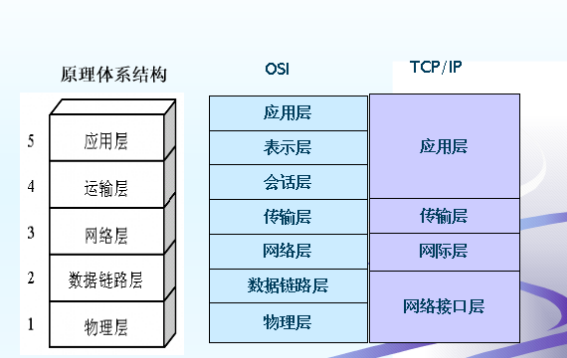 原理体系结构
5 应用层
4 运输层
3 网络层
2 数据链路层
1 物理层
OSI
应用层
表示层
会话层
传输层
网络层
数据链路层
物理层
TCP/IP
应用层
传输层
网际层
网络接口层